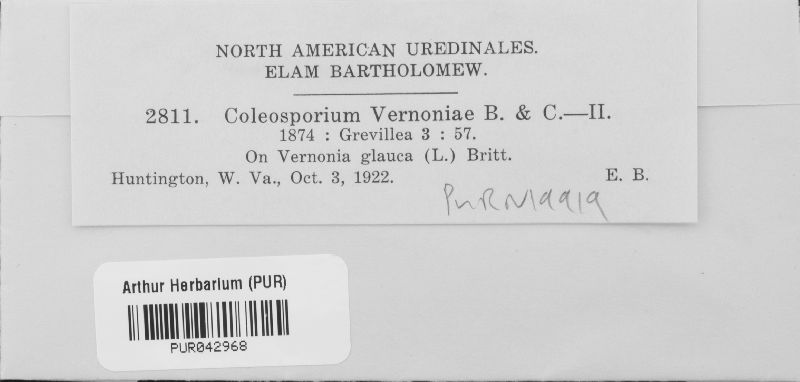 NORTH AMERICAN UREDINALES.
ELAM BARTHOLOMEW.
2811. Coleosporium Vernoniae B. & C.—II.
1874 : Grevillea 3 : 57.
On Vernonia glauca (L.) Britt.
Huntington, W. Va., Oct. 3, 1922. E. B.
Arthur Herbarium (PUR)
PUR042968